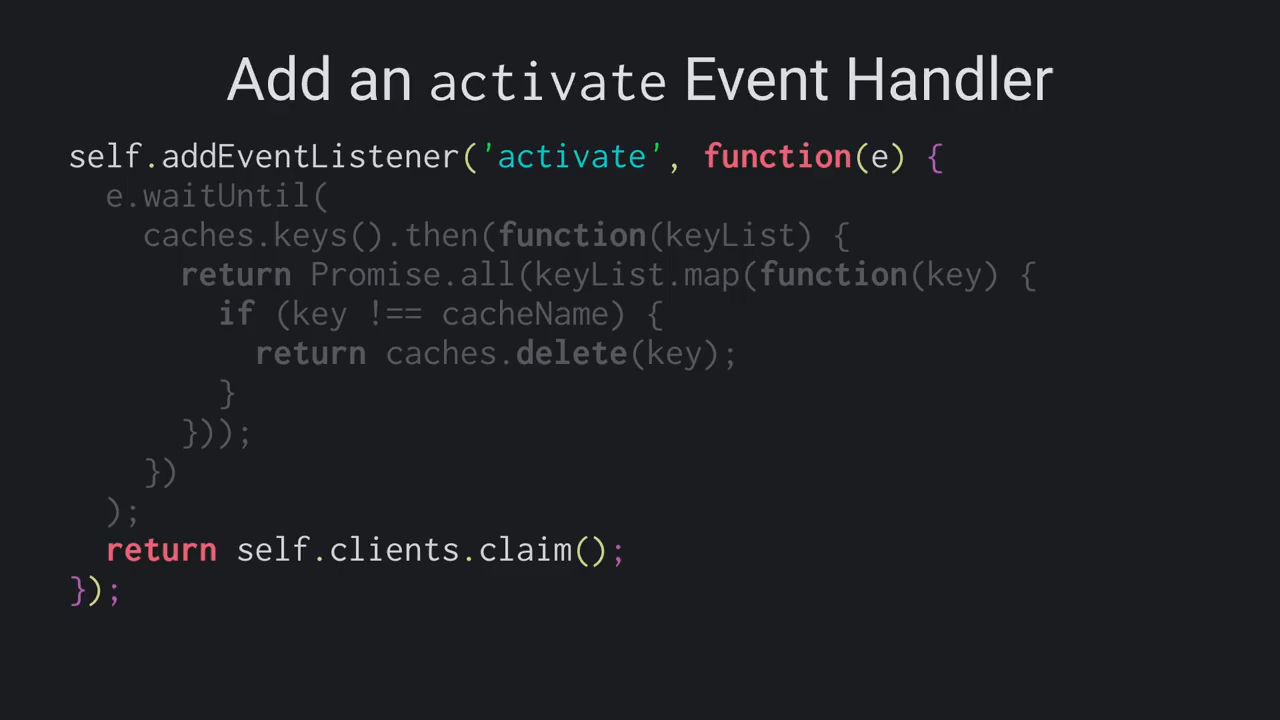 Add an activate Event Handler
self.addEventListener('activate', function(e) {
  e.waitUntil(
    caches.keys().then(function(keyList) {
      return Promise.all(keyList.map(function(key) {
        if (key !== cacheName) {
          return caches.delete(key);
        }
      }));
    })
  );
  return self.clients.claim();
});